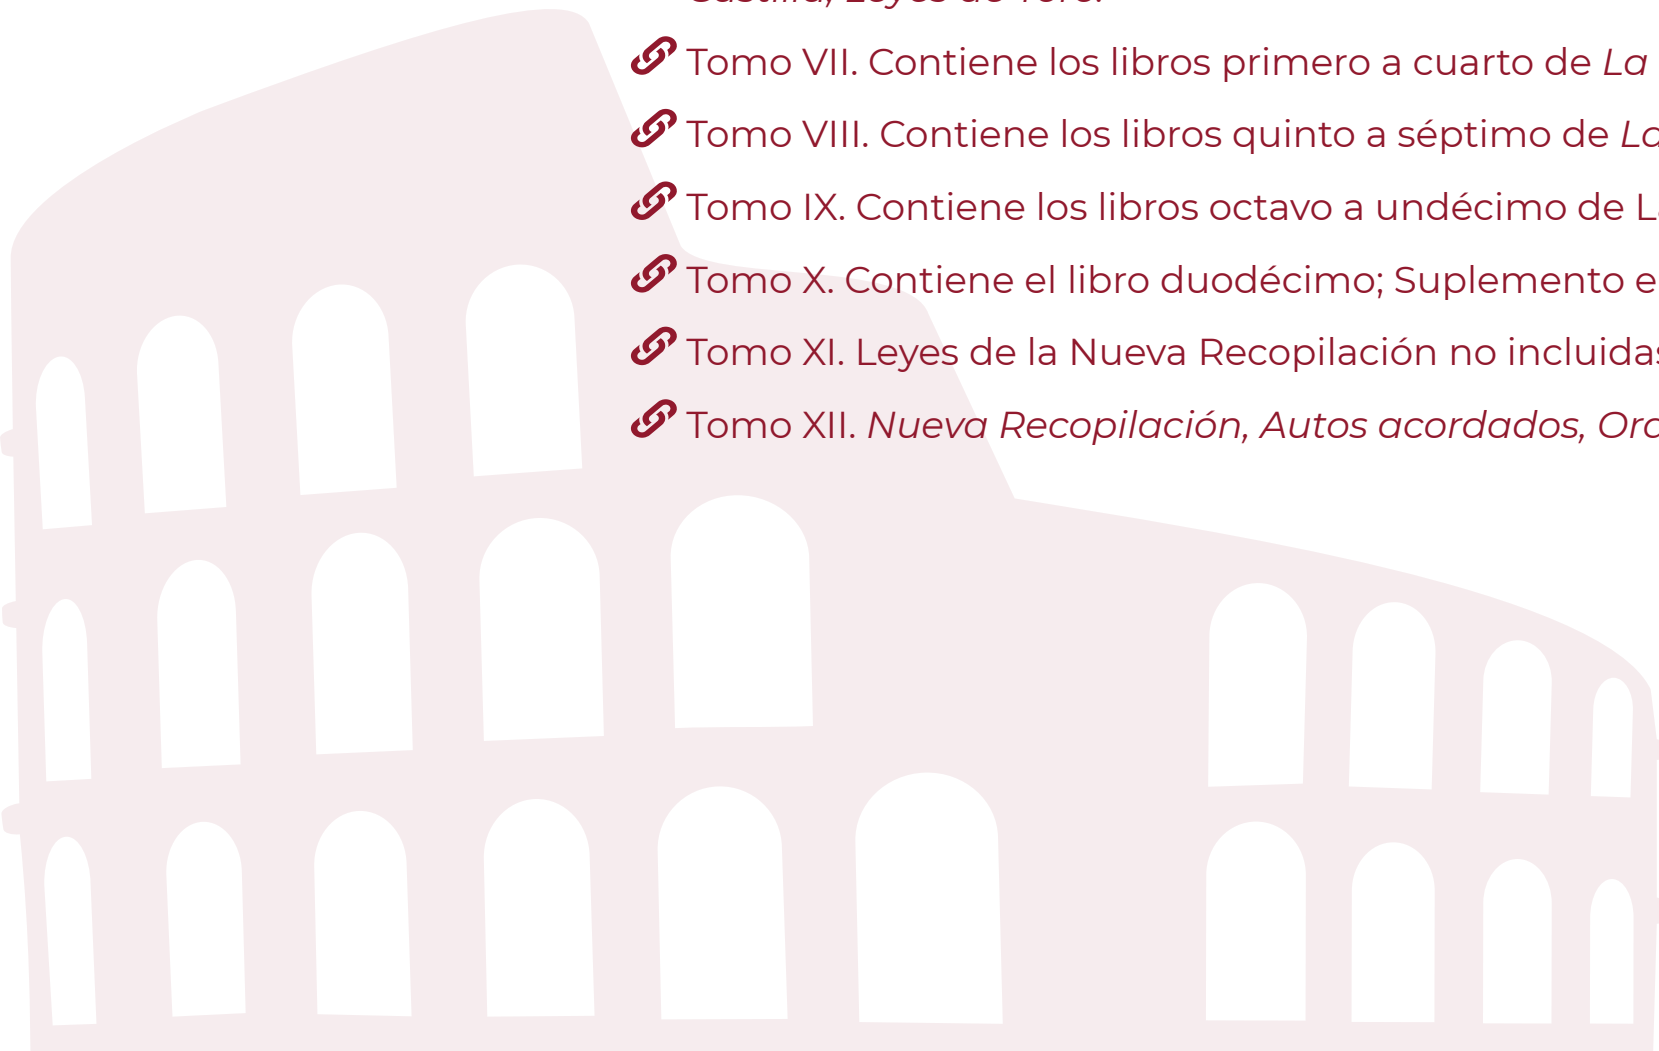 Tomo VII. Contiene los libros primero a cuarto de La
Tomo VIII. Contiene los libros quinto a séptimo de
Tomo IX. Contiene los libros octavo a undécimo de
Tomo X. Contiene el libro duodécimo; Suplemento
Tomo XI. Leyes de la Nueva Recopilación no incluidas
Tomo XII. Nueva Recopilación, Autos acordados,